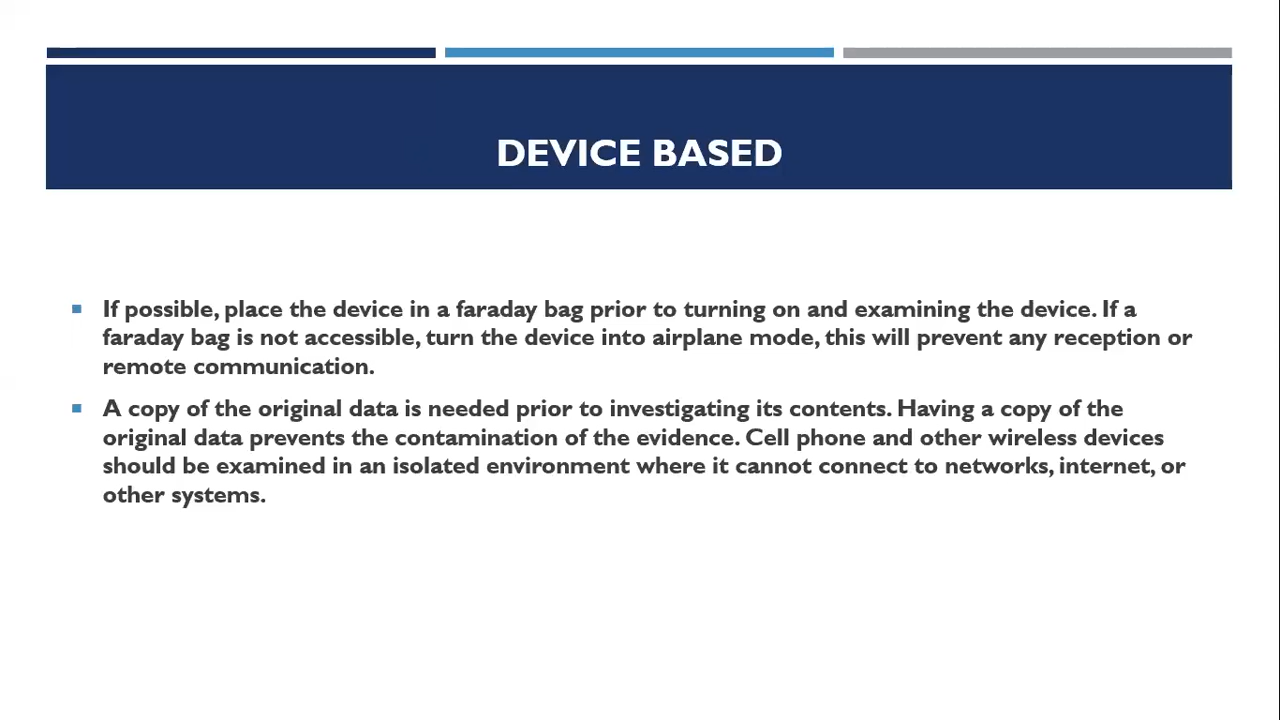 DEVICE BASED
If possible, place the device in a faraday bag prior to turning on and examining the device. If a
faraday bag is not accessible, turn the device into airplane mode, this will prevent any reception or
remote communication.
A copy of the original data is needed prior to investigating its contents. Having a copy of the
original data prevents the contamination of the evidence. Cell phone and other wireless devices
should be examined in an isolated environment where it cannot connect to networks, internet, or
other systems.